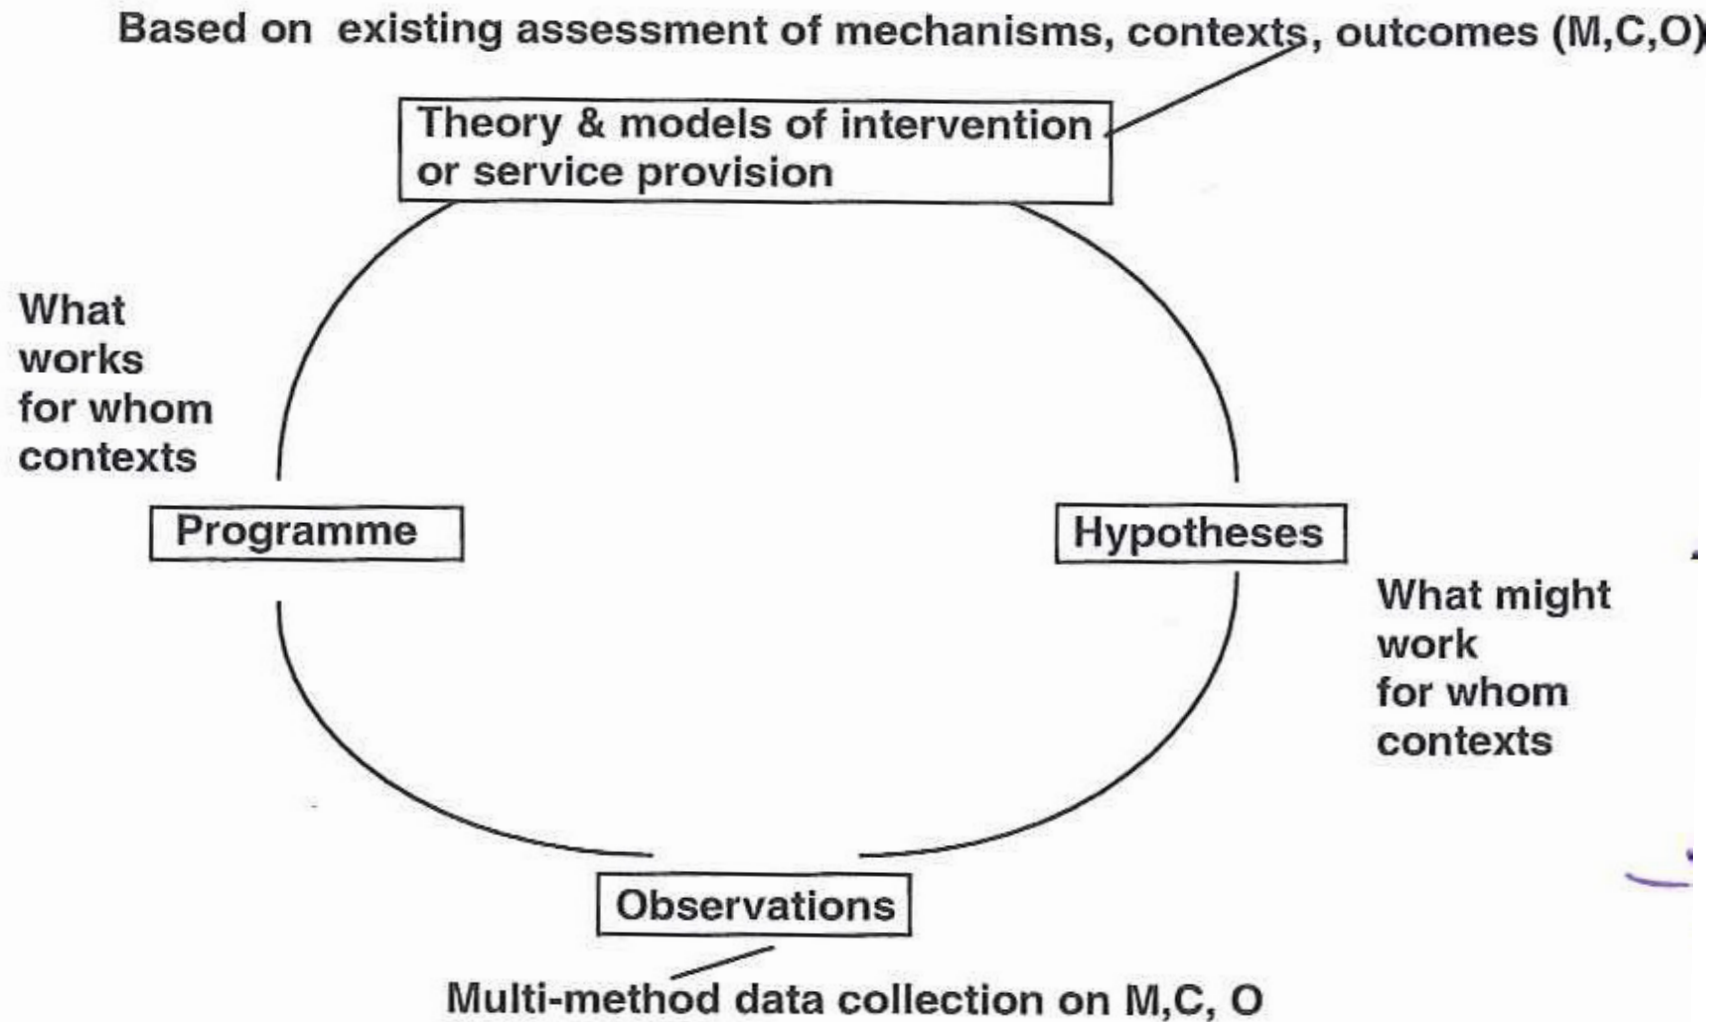 Based on existing assessment of mechanisms, contexts, outcomes (M,C,O)
Theory & models of intervention
or service provision
What
works
for whom
contexts
Programme
Hypotheses
What might
work
for whom
contexts
Observations
Multi-method data collection on M,C, O